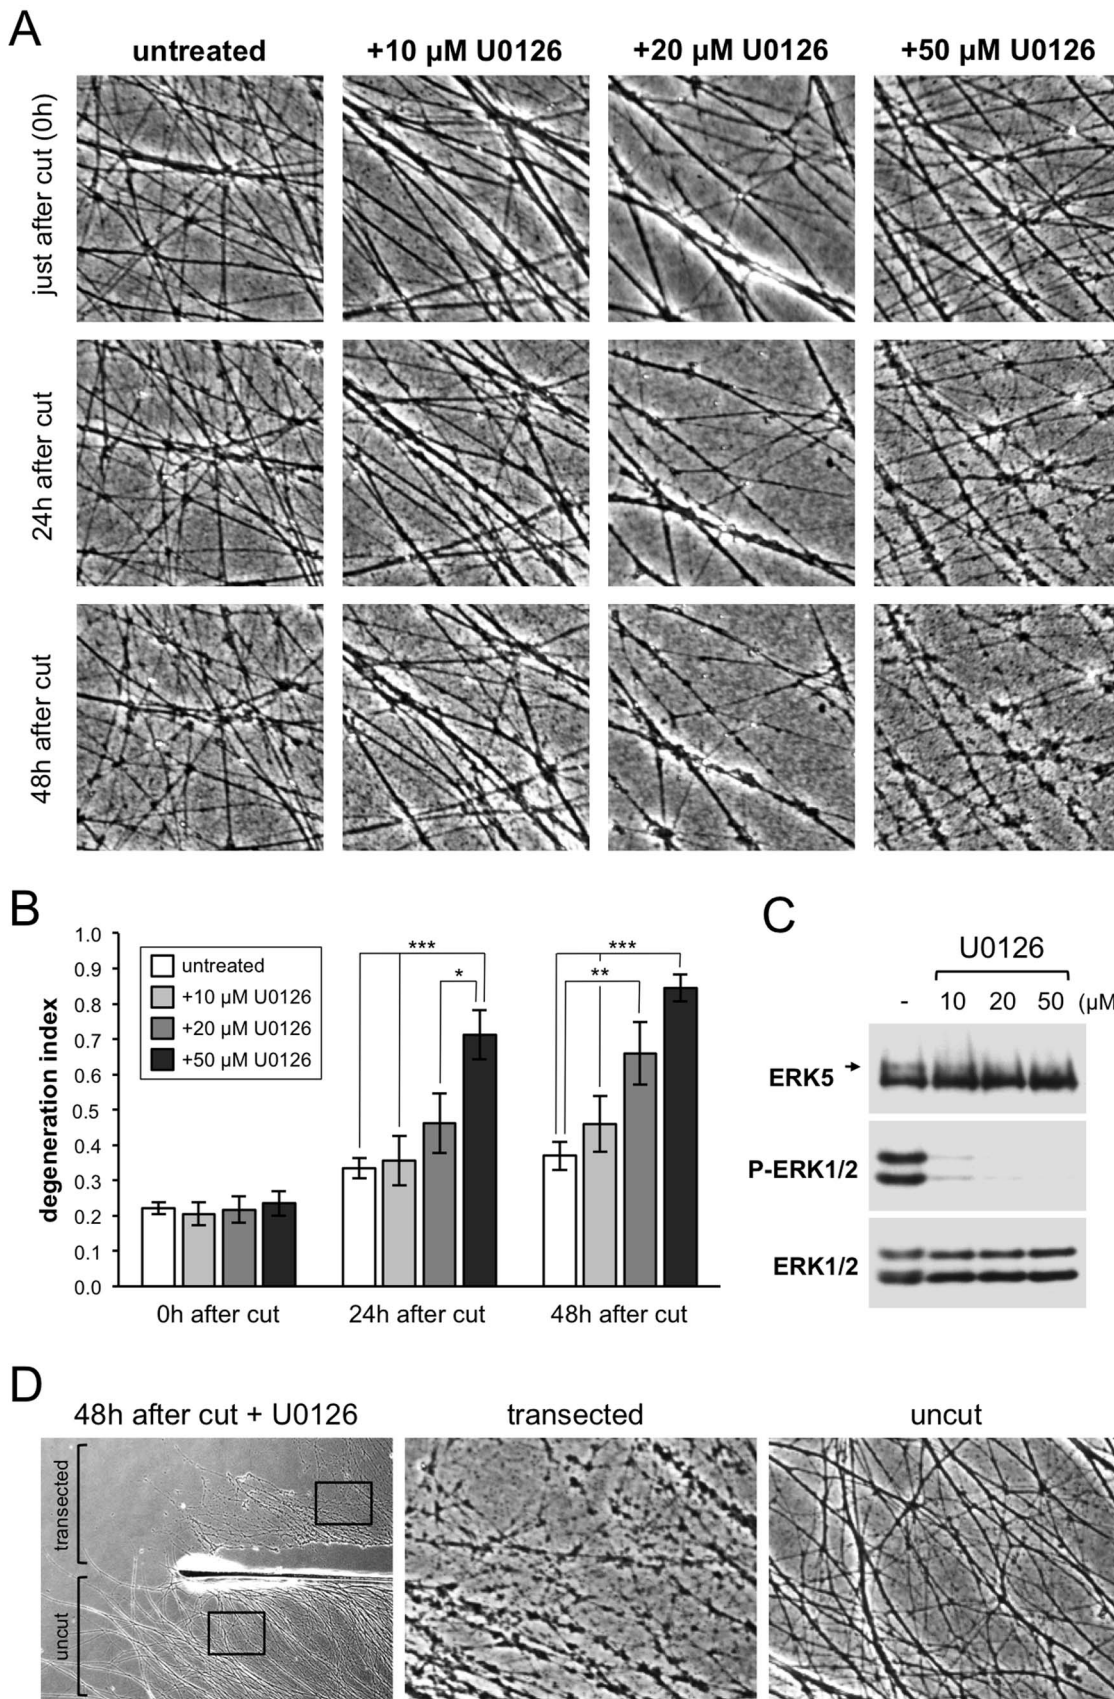 A
untreated
+10 µM U0126
+20 µM U0126
+50 µM U0126
just after cut (0h)
24h after cut
48h after cut
B
degeneration index
1.0
0.9
0.8
0.7
0.6
0.5
0.4
0.3
0.2
0.1
0.0
untreated
+10 µM U0126
+20 µM U0126
+50 µM U0126
***
*
***
**
0h after cut
24h after cut
48h after cut
C
U0126
- 10 20 50 (µM
ERK5
P-ERK1/2
ERK1/2
D
48h after cut + U0126
transected
uncut
transected
uncut